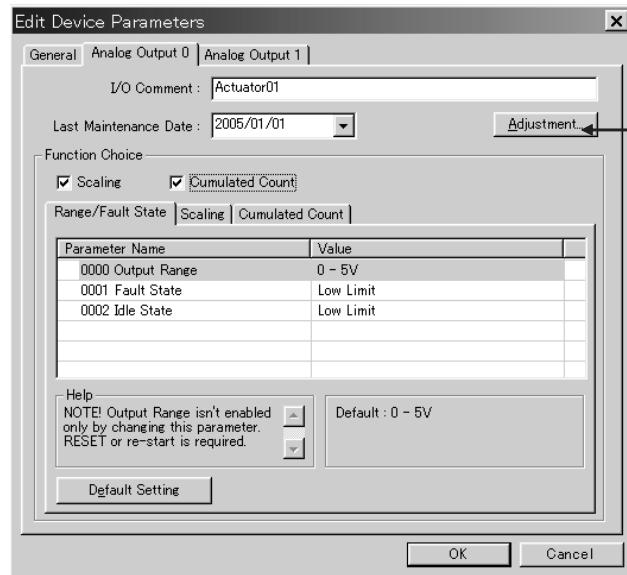 Edit Device Parameters
General Analog Output 0 Analog Output 1
I/O Comment : Actuator01
Last Maintenance Date : 2005/01/01 Adjustment...
Function Choice
Scaling Cumulated Count
Range/Fault State Scaling Cumulated Count
Parameter Name Value
0000 Output Range 0 - 5V
0001 Fault State Low Limit
0002 Idle State Low Limit
Help
NOTE! Output Range isn't enabled
only by changing this parameter.
RESET or re-start is required.
Default : 0 - 5V
Default Setting
OK Cancel